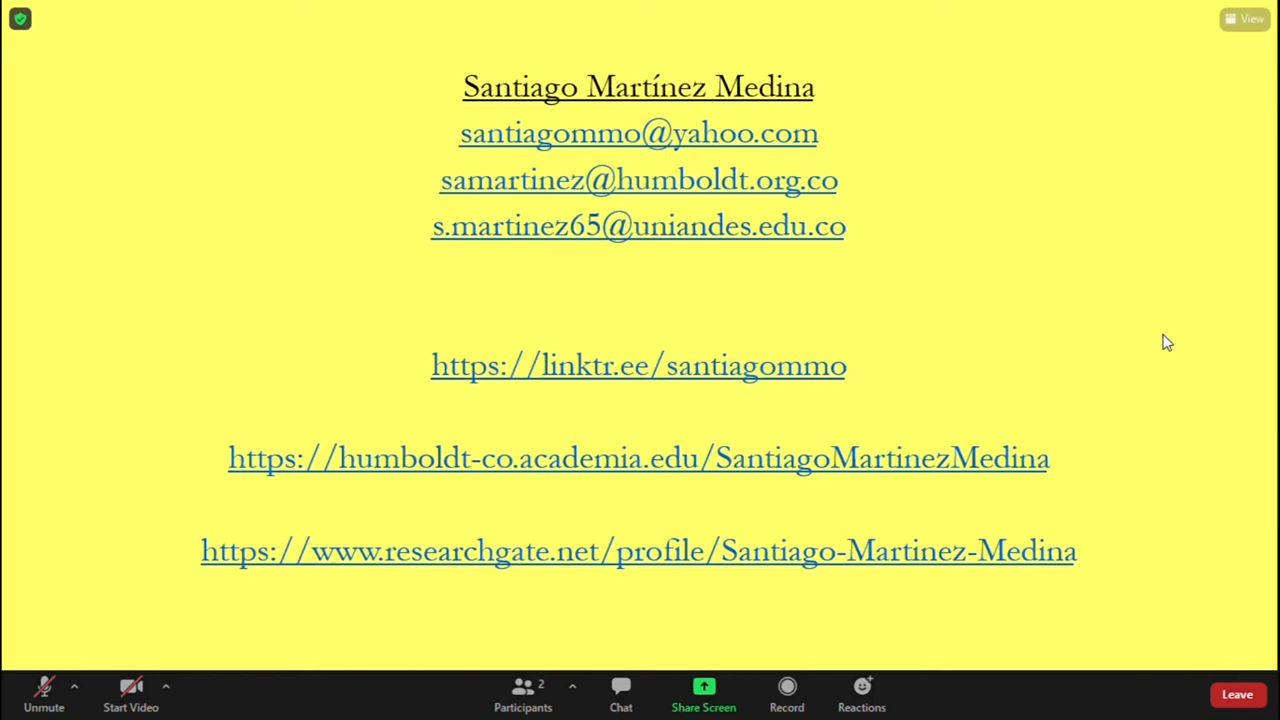 View
Santiago Martínez Medina
santiagommo@yahoo.com
samartinez@humboldt.org.co
s.martinez65@uniandes.edu.co
https://linktr.ee/santiagommo
https://humboldt-co.academia.edu/SantiagoMartinezMedina
https://www.researchgate.net/profile/Santiago-Martinez-Medina
Unmute
Start Video
Participants 2
Chat
Share Screen
Record
Reactions
Leave